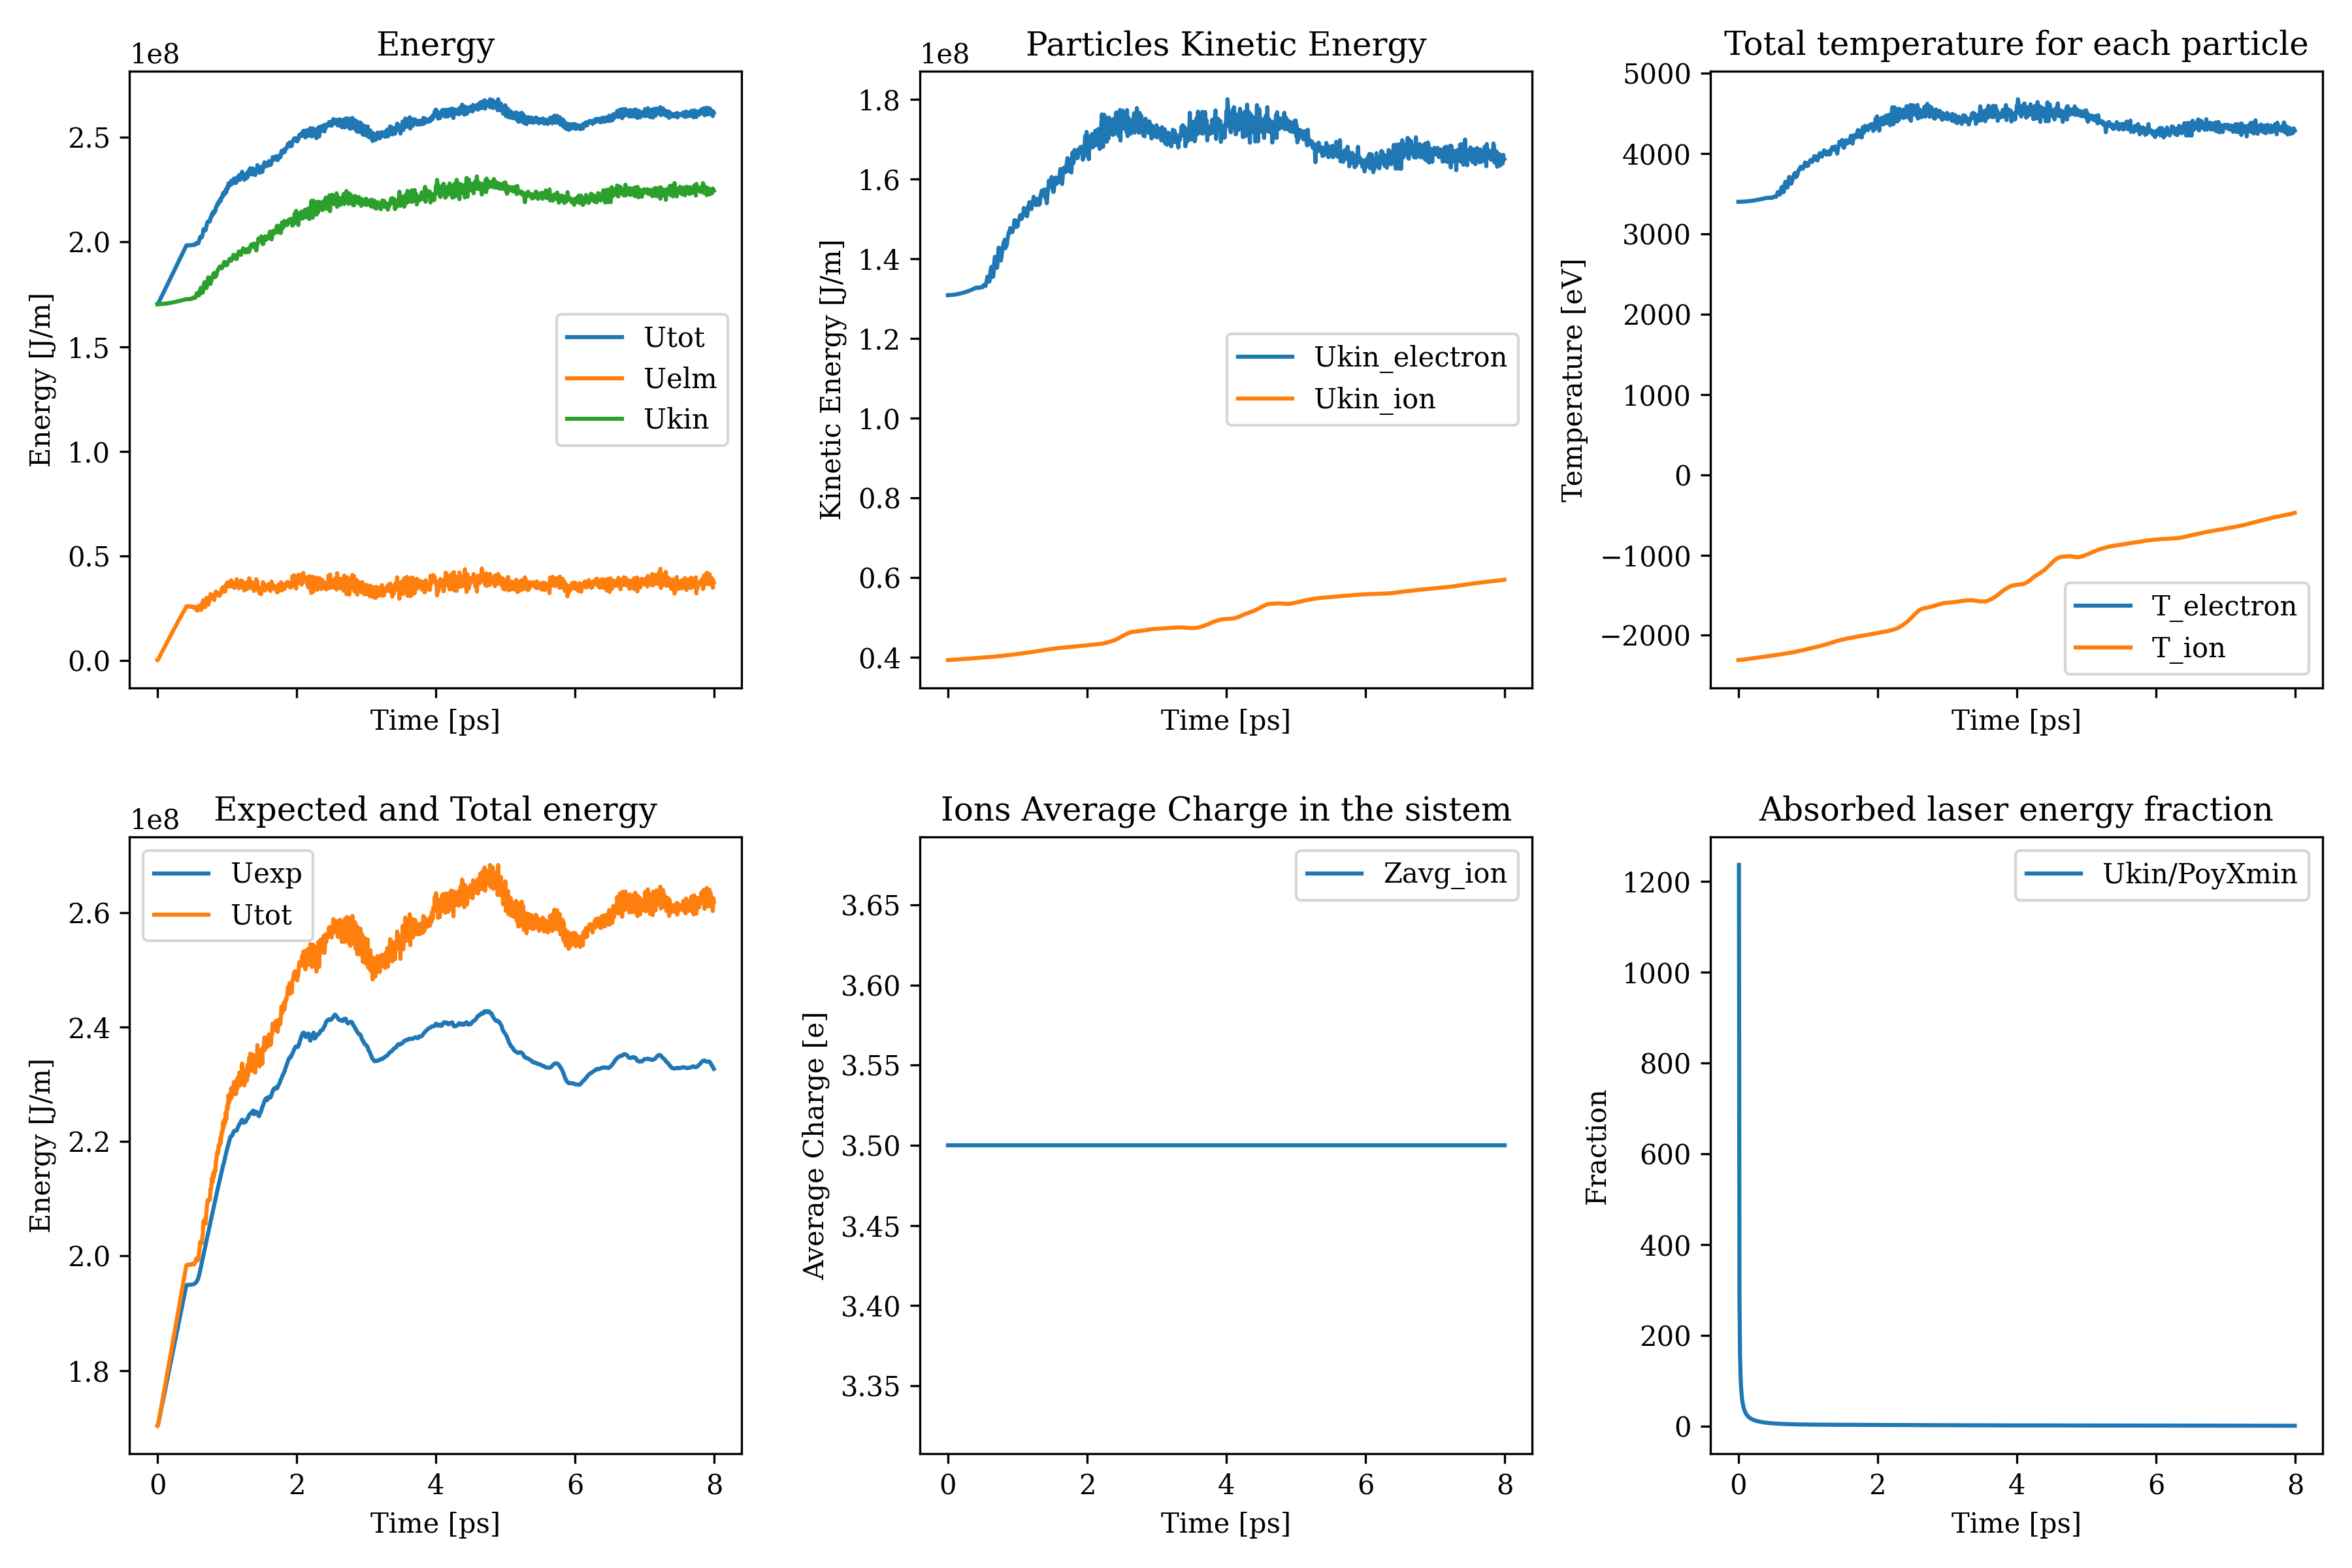 Energy
1e8
Energy [J/m]
2.5
2.0
1.5
1.0
0.5
0.0
Utot
Uelm
Ukin
Time [ps]
Particles Kinetic Energy
1e8
Kinetic Energy [J/m]
1.8
1.6
1.4
1.2
1.0
0.8
0.6
0.4
Ukin_electron
Ukin_ion
Time [ps]
Total temperature for each particle
Temperature [eV]
5000
4000
3000
2000
1000
0
−1000
−2000
T_electron
T_ion
Time [ps]
Expected and Total energy
1e8
Energy [J/m]
2.6
2.4
2.2
2.0
1.8
Uexp
Utot
0 2 4 6 8
Time [ps]
Ions Average Charge in the sistem
Average Charge [e]
3.65
3.60
3.55
3.50
3.45
3.40
3.35
Zavg_ion
0 2 4 6 8
Time [ps]
Absorbed laser energy fraction
Fraction
1200
1000
800
600
400
200
0
Ukin/PoyXmin
0 2 4 6 8
Time [ps]